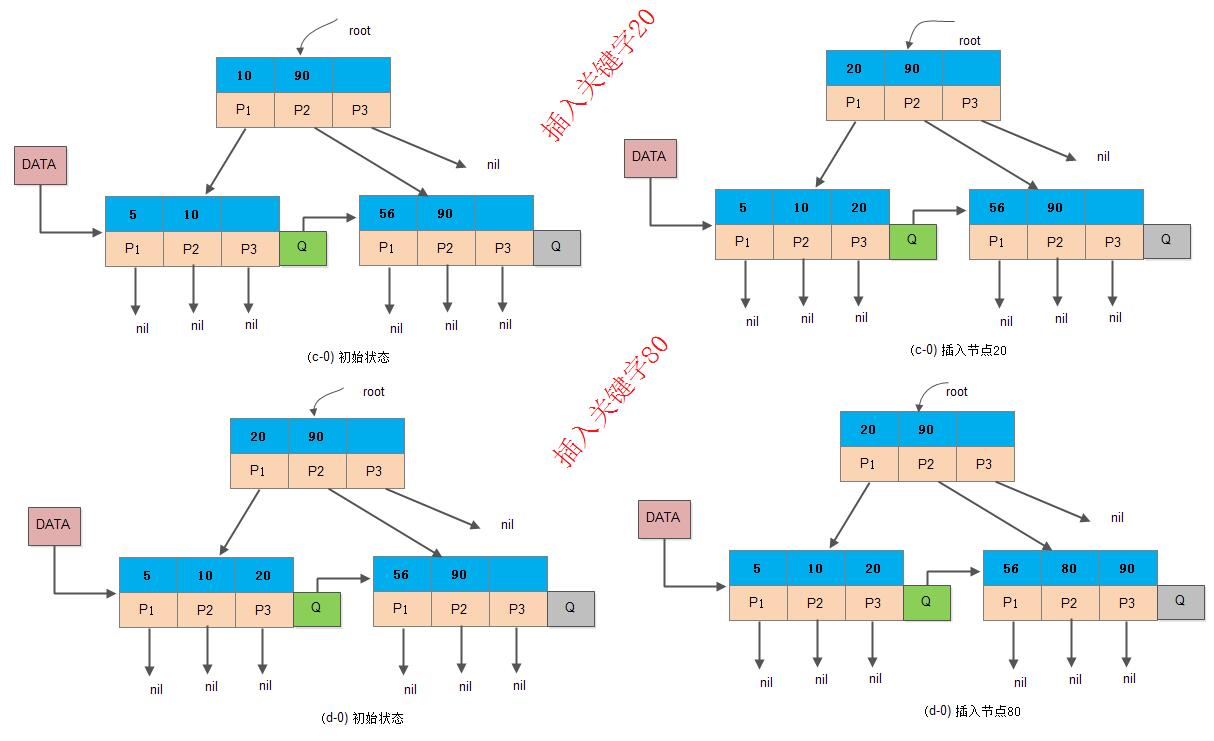 root
10 90
P1 P2 P3
nil
DATA
5 10
P1 P2 P3 Q
56 90
P1 P2 P3 Q
nil nil nil
nil nil nil
(c-0) 初始状态
插入关键字20
root
20 90
P1 P2 P3
nil
DATA
5 10 20
P1 P2 P3 Q
56 90
P1 P2 P3 Q
nil nil nil
nil nil nil
(c-0) 插入节点20
root
20 90
P1 P2 P3
nil
DATA
5 10 20
P1 P2 P3 Q
56 90
P1 P2 P3 Q
nil nil nil
nil nil nil
(d-0) 初始状态
插入关键字80
root
20 90
P1 P2 P3
nil
DATA
5 10 20
P1 P2 P3 Q
56 80 90
P1 P2 P3 Q
nil nil nil
nil nil nil
(d-0) 插入节点80